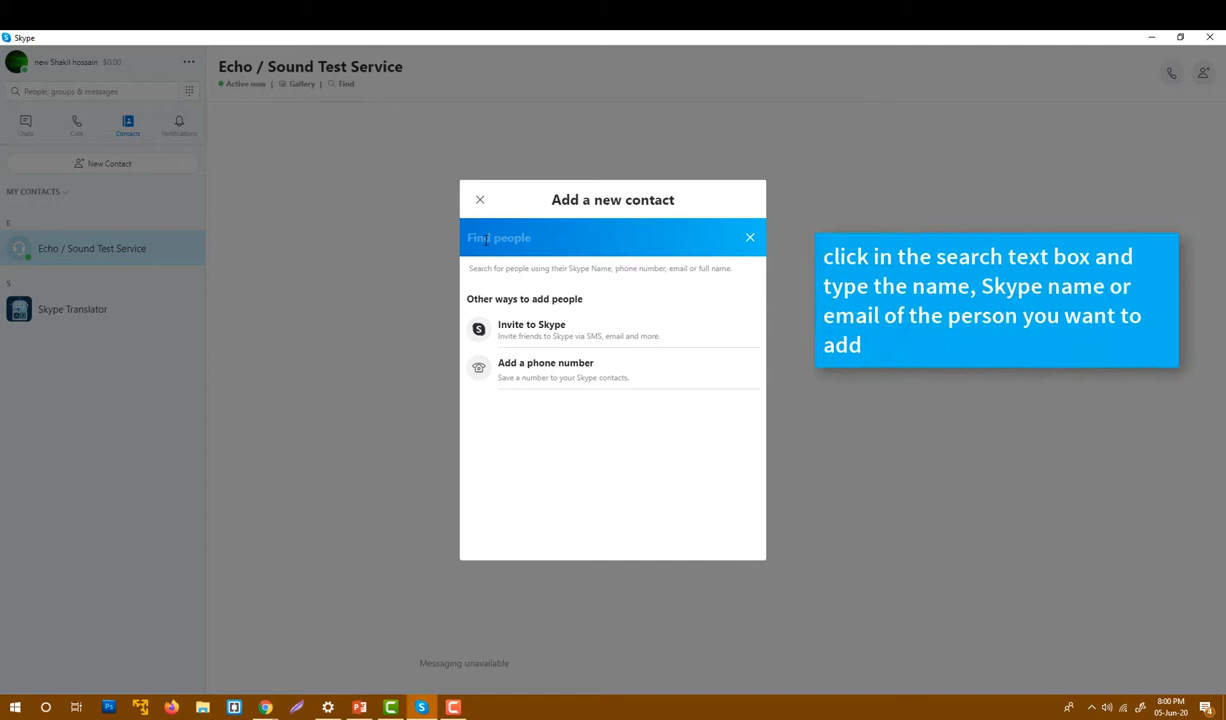 Skype
new Shakil hossain $0.00
People, groups & messages
Chats Calls Contacts Notifications
New Contact
MY CONTACTS
E
Echo / Sound Test Service
S
Skype Translator
Echo / Sound Test Service
Active now | Gallery | Find
Add a new contact
Find people
Search for people using their Skype Name, phone number, email or full name.
Other ways to add people
Invite to Skype
Invite friends to Skype via SMS, email and more.
Add a phone number
Save a number to your Skype contacts.
click in the search text box and
type the name, Skype name or
email of the person you want to
add
Messaging unavailable
8:00 PM
05-Jun-20
4